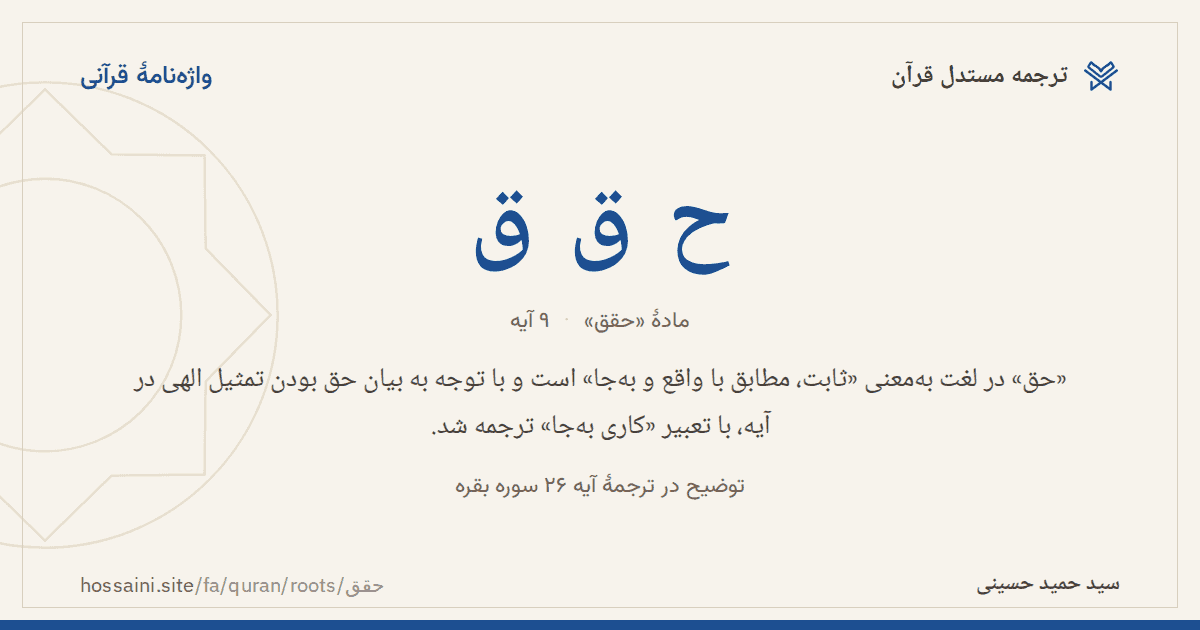 ترجمه مستدل قرآن
واژه‌نامهٔ قرآنی
ح ق ق
مادهٔ «حقق» · ۹ آیه
«حق» در لغت به‌معنی «ثابت، مطابق با واقع و به‌جا» است و با توجه به بیان حق بودن تمثیل الهی در
آیه، با تعبیر «کاری به‌جا» ترجمه شد.
توضیح در ترجمهٔ آیه ۲۶ سوره بقره
سید حمید حسینی
hossaini.site/fa/quran/roots/حقق